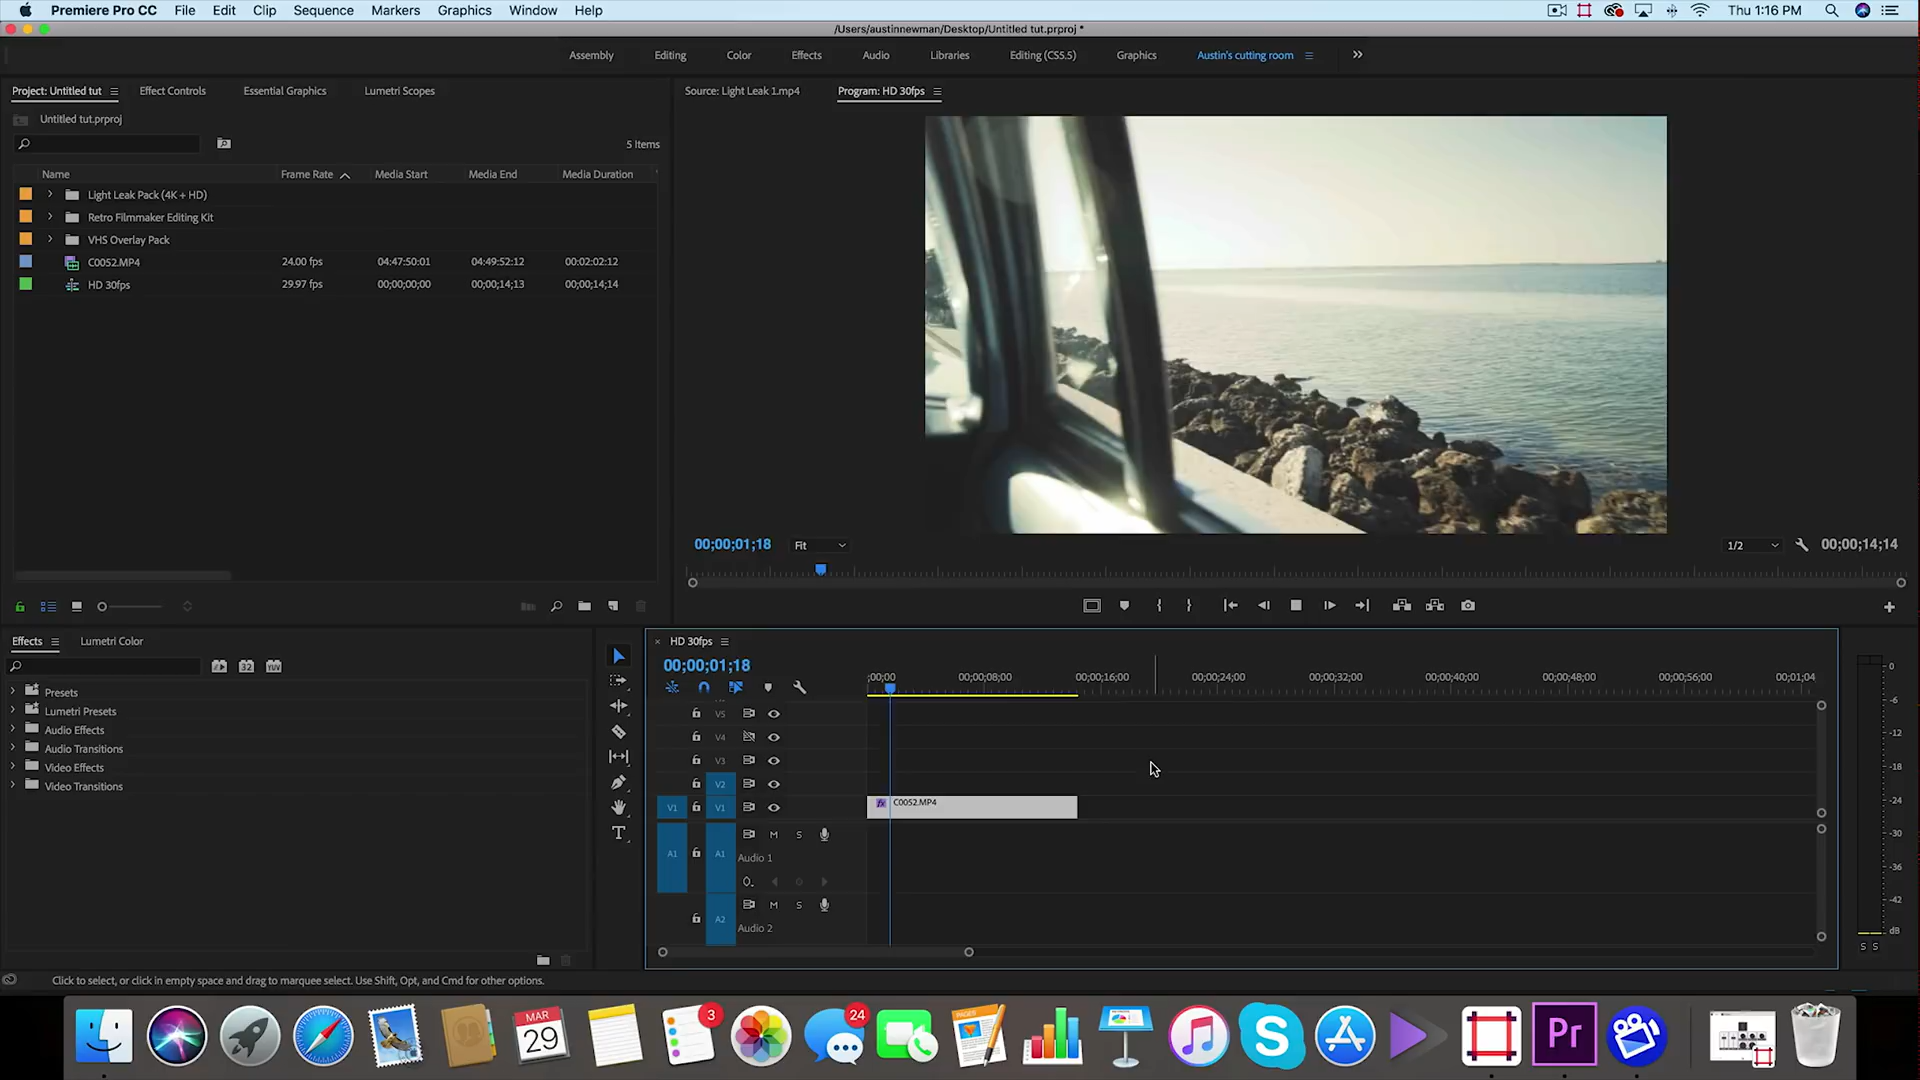 Premiere Pro CC File Edit Clip Sequence Markers Graphics Window Help Thu 1:16 PM
/Users/austinnewman/Desktop/Untitled tut.prproj *
Assembly Editing Color Effects Audio Libraries Editing (CS5.5) Graphics Austin's cutting room
Project: Untitled tut Effect Controls Essential Graphics Lumetri Scopes
Source: Light Leak 1.mp4 Program: HD 30fps
Untitled tut.prproj
5 Items
Name Frame Rate Media Start Media End Media Duration
Light Leak Pack (4K + HD)
Retro Filmmaker Editing Kit
VHS Overlay Pack
C0052.MP4 24.00 fps 04:47:50:01 04:49:52:12 00:02:02:12
HD 30fps 29.97 fps 00;00;00;00 00;00;14;13 00;00;14;14
00;00;01;18 Fit 1/2 00;00;14;14
Effects Lumetri Color
32 YUV
Presets
Lumetri Presets
Audio Effects
Audio Transitions
Video Effects
Video Transitions
HD 30fps
00;00;01;18
;00;00 00;00;08;00 00;00;16;00 00;00;24;00 00;00;32;00 00;00;40;00 00;00;48;00 00;00;56;00 00;01;04
V5
V4
V3
V2
V1 V1 fx C0052.MP4
A1 A1 M S
Audio 1
M S
A2
Audio 2
0
-6
-12
-18
-24
-30
-36
-42
dB
S S
Click to select, or click in empty space and drag to marquee select. Use Shift, Opt, and Cmd for other options.
MAR
29
3
24
PAGES
S
Pr